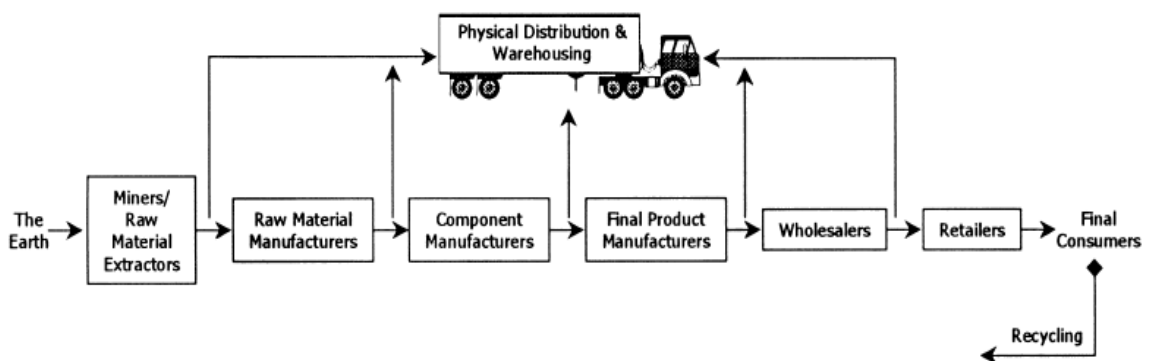 Physical Distribution &
Warehousing
The
Earth
Miners/
Raw
Material
Extractors
Raw Material
Manufacturers
Component
Manufacturers
Final Product
Manufacturers
Wholesalers
Retailers
Final
Consumers
Recycling